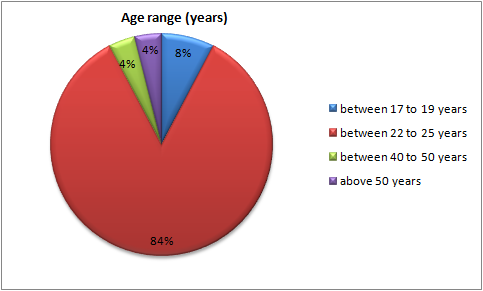 Age range (years)
4%
4%
8%
84%
between 17 to 19 years
between 22 to 25 years
between 40 to 50 years
above 50 years